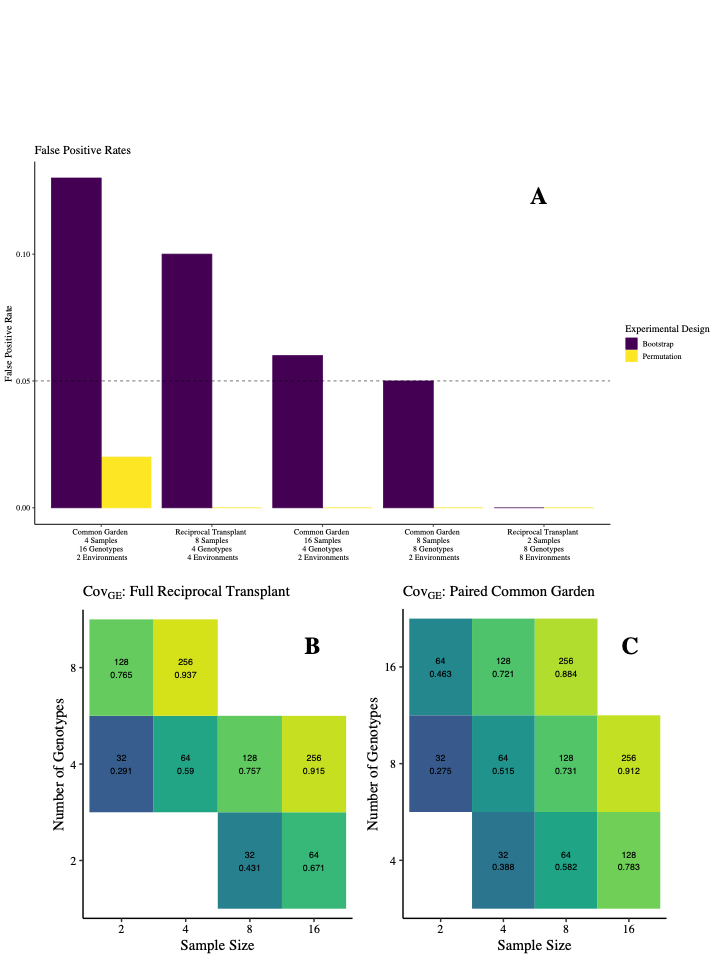 False Positive Rates
A
0.10
0.05
0.00
False Positive Rate
Experimental Design
Bootstrap
Permutation
Common Garden
4 Samples
16 Genotypes
2 Environments
Reciprocal Transplant
8 Samples
4 Genotypes
4 Environments
Common Garden
16 Samples
4 Genotypes
2 Environments
Common Garden
8 Samples
8 Genotypes
2 Environments
Reciprocal Transplant
2 Samples
8 Genotypes
8 Environments
CovGE: Full Reciprocal Transplant
B
Number of Genotypes
8
4
2
128
0.765
256
0.937
32
0.291
64
0.59
128
0.757
256
0.915
32
0.431
64
0.671
2
4
8
16
Sample Size
CovGE: Paired Common Garden
C
Number of Genotypes
16
8
4
64
0.463
128
0.721
256
0.884
32
0.275
64
0.515
128
0.731
256
0.912
32
0.388
64
0.582
128
0.783
2
4
8
16
Sample Size